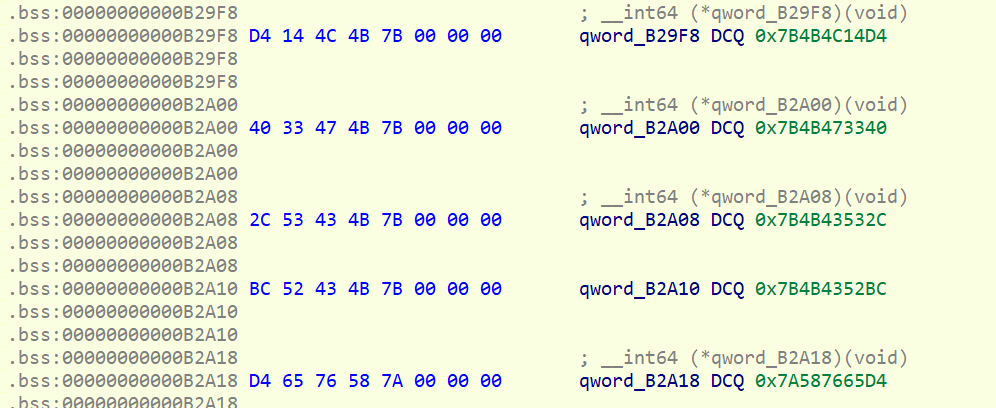 .bss:00000000000B29F8 ; __int64 (*qword_B29F8)(void)
.bss:00000000000B29F8 D4 14 4C 4B 7B 00 00 00 qword_B29F8 DCQ 0x7B4B4C14D4
.bss:00000000000B29F8
.bss:00000000000B29F8
.bss:00000000000B2A00 ; __int64 (*qword_B2A00)(void)
.bss:00000000000B2A00 40 33 47 4B 7B 00 00 00 qword_B2A00 DCQ 0x7B4B473340
.bss:00000000000B2A00
.bss:00000000000B2A00
.bss:00000000000B2A08 ; __int64 (*qword_B2A08)(void)
.bss:00000000000B2A08 2C 53 43 4B 7B 00 00 00 qword_B2A08 DCQ 0x7B4B43532C
.bss:00000000000B2A08
.bss:00000000000B2A08
.bss:00000000000B2A10 BC 52 43 4B 7B 00 00 00 qword_B2A10 DCQ 0x7B4B4352BC
.bss:00000000000B2A10
.bss:00000000000B2A10
.bss:00000000000B2A18 ; __int64 (*qword_B2A18)(void)
.bss:00000000000B2A18 D4 65 76 58 7A 00 00 00 qword_B2A18 DCQ 0x7A587665D4
.bss:00000000000B2A18